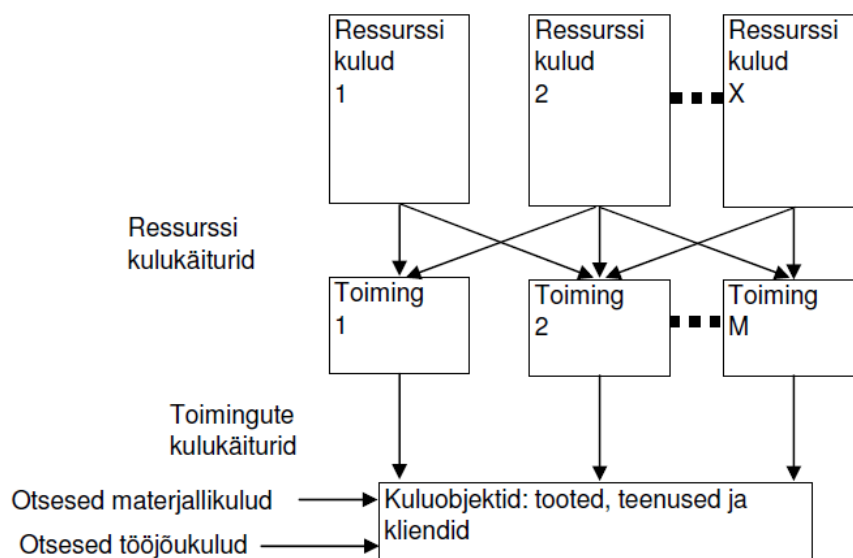 Ressurssi
kulud
1
Ressurssi
kulud
2
Ressurssi
kulud
X
Ressurssi
kulukäiturid
Toiming
1
Toiming
2
Toiming
M
Toimingute
kulukäiturid
Otsesed materjallikulud
Otsesed tööjõukulud
Kuluobjektid: tooted, teenused ja
kliendid